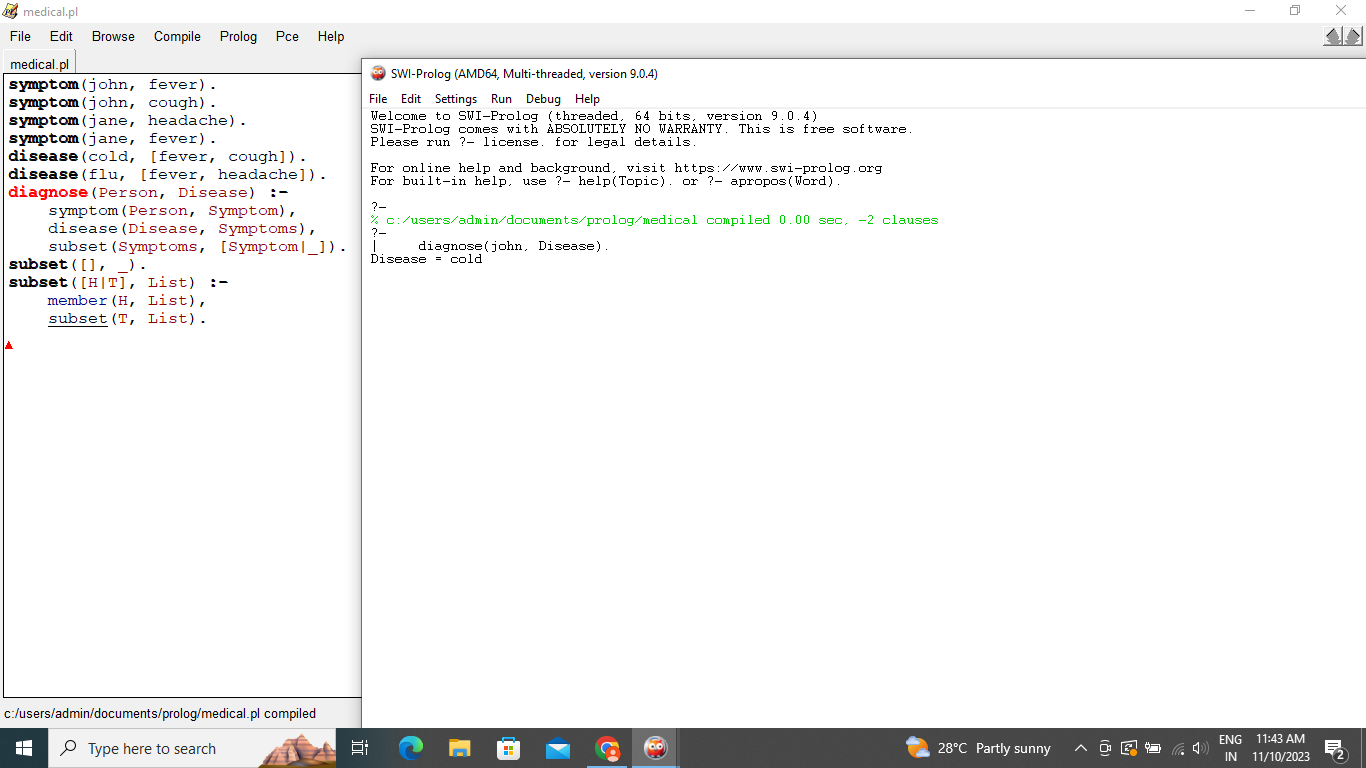 medical.pl
File Edit Browse Compile Prolog Pce Help
medical.pl
symptom(john, fever).
symptom(john, cough).
symptom(jane, headache).
symptom(jane, fever).
disease(cold, [fever, cough]).
disease(flu, [fever, headache]).
diagnose(Person, Disease) :-
    symptom(Person, Symptom),
    disease(Disease, Symptoms),
    subset(Symptoms, [Symptom|_]).
subset([], _).
subset([H|T], List) :-
    member(H, List),
    subset(T, List).
c:/users/admin/documents/prolog/medical.pl compiled
SWI-Prolog (AMD64, Multi-threaded, version 9.0.4)
File Edit Settings Run Debug Help
Welcome to SWI-Prolog (threaded, 64 bits, version 9.0.4)
SWI-Prolog comes with ABSOLUTELY NO WARRANTY. This is free software.
Please run ?- license. for legal details.
For online help and background, visit https://www.swi-prolog.org
For built-in help, use ?- help(Topic). or ?- apropos(Word).
?-
% c:/users/admin/documents/prolog/medical compiled 0.00 sec, -2 clauses
?-
|     diagnose(john, Disease).
Disease = cold
Type here to search
28°C Partly sunny
ENG
IN
11:43 AM
11/10/2023
2